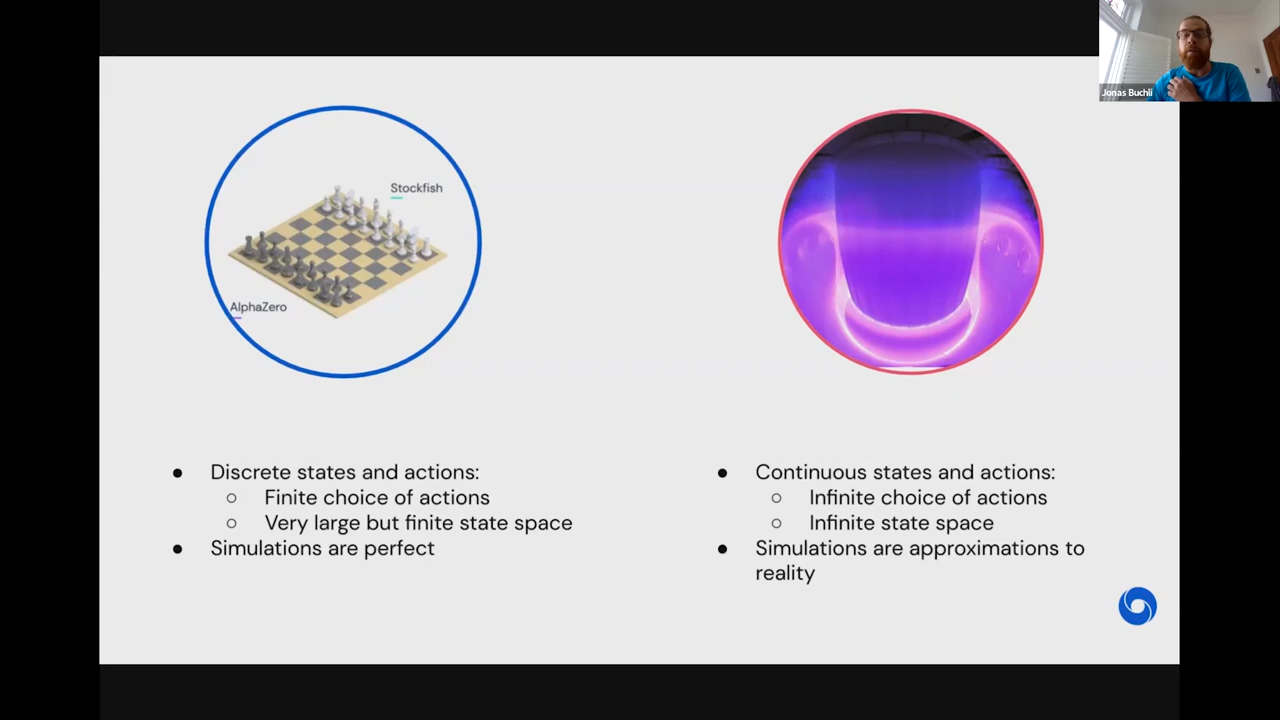 Jonas Buchli
Stockfish
AlphaZero
● Discrete states and actions:
○ Finite choice of actions
○ Very large but finite state space
● Simulations are perfect
● Continuous states and actions:
○ Infinite choice of actions
○ Infinite state space
● Simulations are approximations to
reality